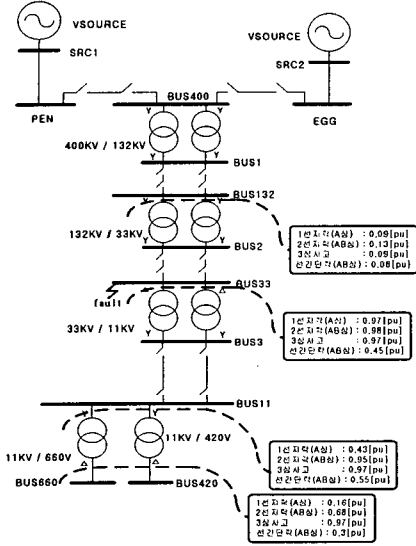 VSOURCE
SRC1
VSOURCE
SRC2
BUS400
PEN
EGG
Y
Y
400KV / 132KV
Y
Y
BUS1
BUS132
Y
Y
132KV / 33KV
Y
Y
BUS2
1선지락(A상) : 0.09[pu]
2선지락(AB상) : 0.13[pu]
3상사고 : 0.09[pu]
선간단락(AB상) : 0.08[pu]
BUS33
fault
△
33KV / 11KV
Y
Y
BUS3
1선지락(A상) : 0.97[pu]
2선지락(AB상) : 0.98[pu]
3상사고 : 0.97[pu]
선간단락(AB상) : 0.45[pu]
BUS11
Y
Y
11KV / 420V
11KV / 660V
△
△
BUS660
BUS420
1선지락(A상) : 0.43[pu]
2선지락(AB상) : 0.95[pu]
3상사고 : 0.97[pu]
선간단락(AB상) : 0.55[pu]
1선지락(A상) : 0.16[pu]
2선지락(AB상) : 0.68[pu]
3상사고 : 0.97[pu]
선간단락(AB상) : 0.3[pu]